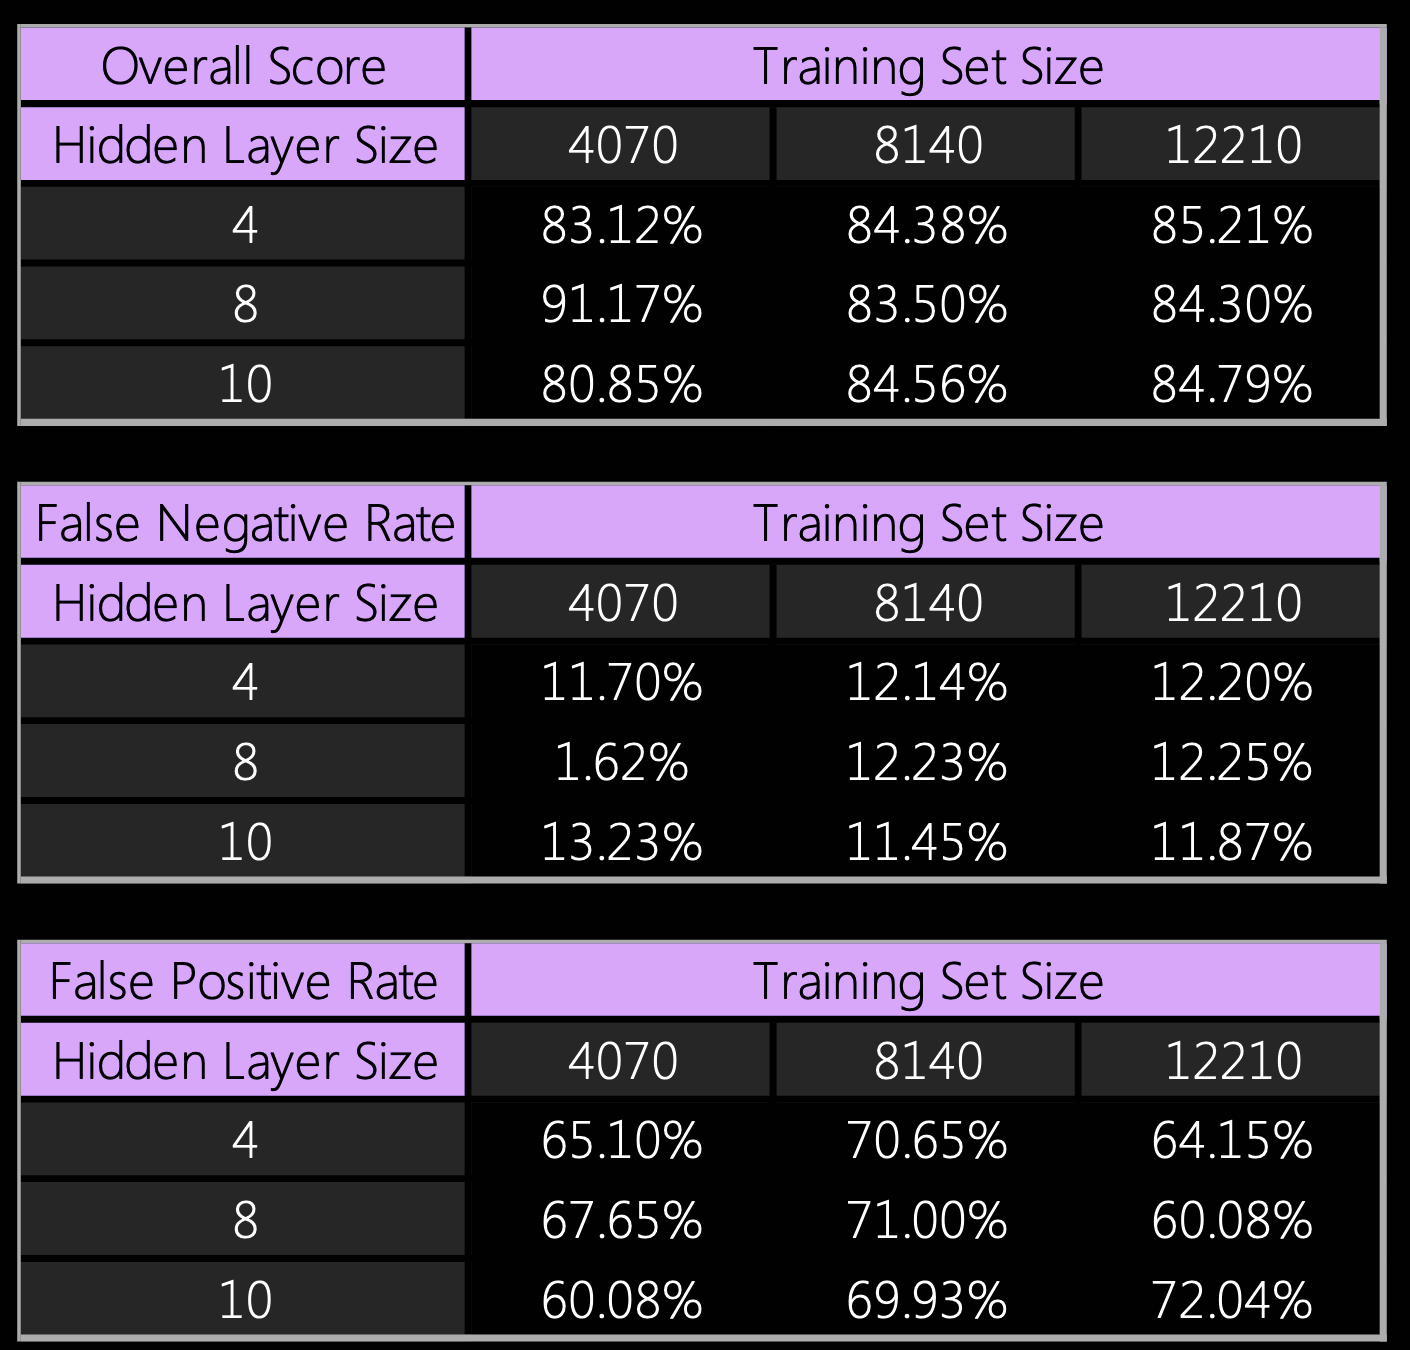 Overall Score Training Set Size
Hidden Layer Size 4070 8140 12210
4 83.12% 84.38% 85.21%
8 91.17% 83.50% 84.30%
10 80.85% 84.56% 84.79%
False Negative Rate Training Set Size
Hidden Layer Size 4070 8140 12210
4 11.70% 12.14% 12.20%
8 1.62% 12.23% 12.25%
10 13.23% 11.45% 11.87%
False Positive Rate Training Set Size
Hidden Layer Size 4070 8140 12210
4 65.10% 70.65% 64.15%
8 67.65% 71.00% 60.08%
10 60.08% 69.93% 72.04%